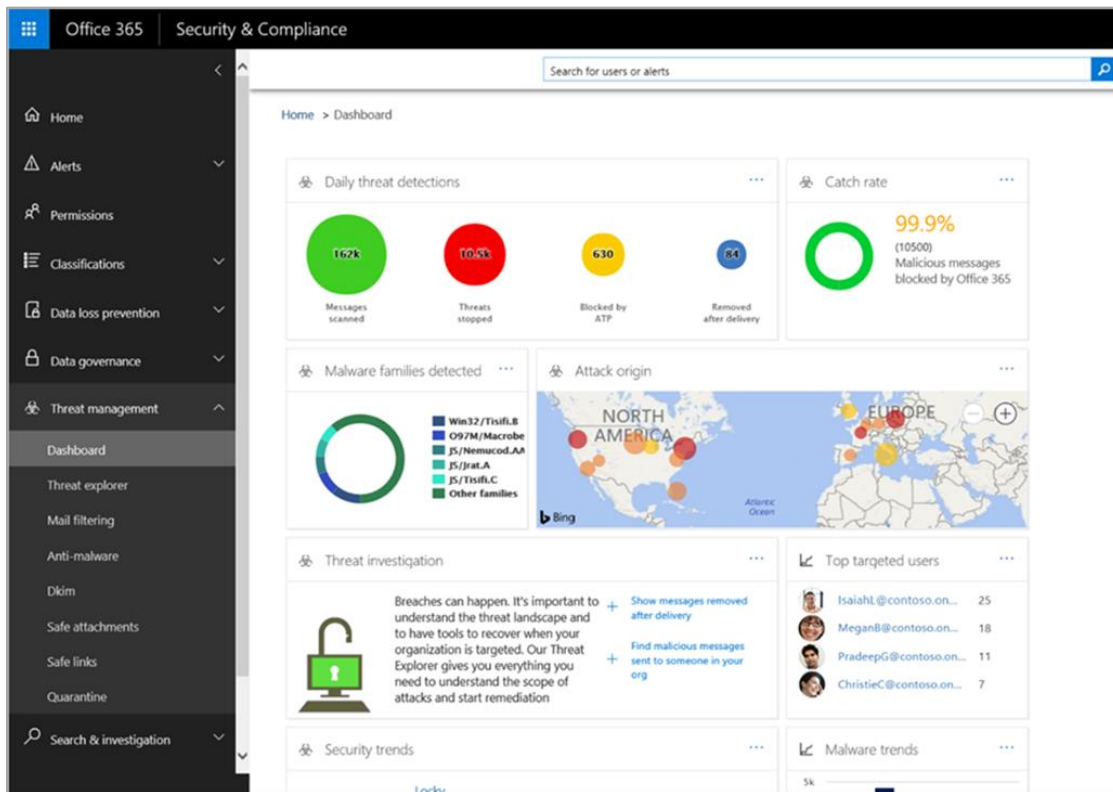 Office 365
Security & Compliance
Search for users or alerts
Home
Alerts
Permissions
Classifications
Data loss prevention
Data governance
Threat management
Dashboard
Threat explorer
Mail filtering
Anti-malware
Dkim
Safe attachments
Safe links
Quarantine
Search & investigation
Home > Dashboard
Daily threat detections
162k
10.5k
630
84
Messages
scanned
Threats
stopped
Blocked by
ATP
Removed
after delivery
Catch rate
99.9%
(10500)
Malicious messages
blocked by Office 365
Malware families detected
Win32/Tisifi.B
O97M/Macrobe
JS/Nemucod.AA
JS/Jrat.A
JS/Tisifi.C
Other families
Attack origin
NORTH
AMERICA
EUROPE
Atlantic
Ocean
Bing
Threat investigation
Breaches can happen. It's important to
understand the threat landscape and
to have tools to recover when your
organization is targeted. Our Threat
Explorer gives you everything you
need to understand the scope of
attacks and start remediation
Show messages removed
after delivery
Find malicious messages
sent to someone in your
org
Top targeted users
IsaiahL@contoso.on... 25
MeganB@contoso.on... 18
PradeepG@contoso.on... 11
ChristieC@contoso.on... 7
Security trends
Locky
Malware trends
5k